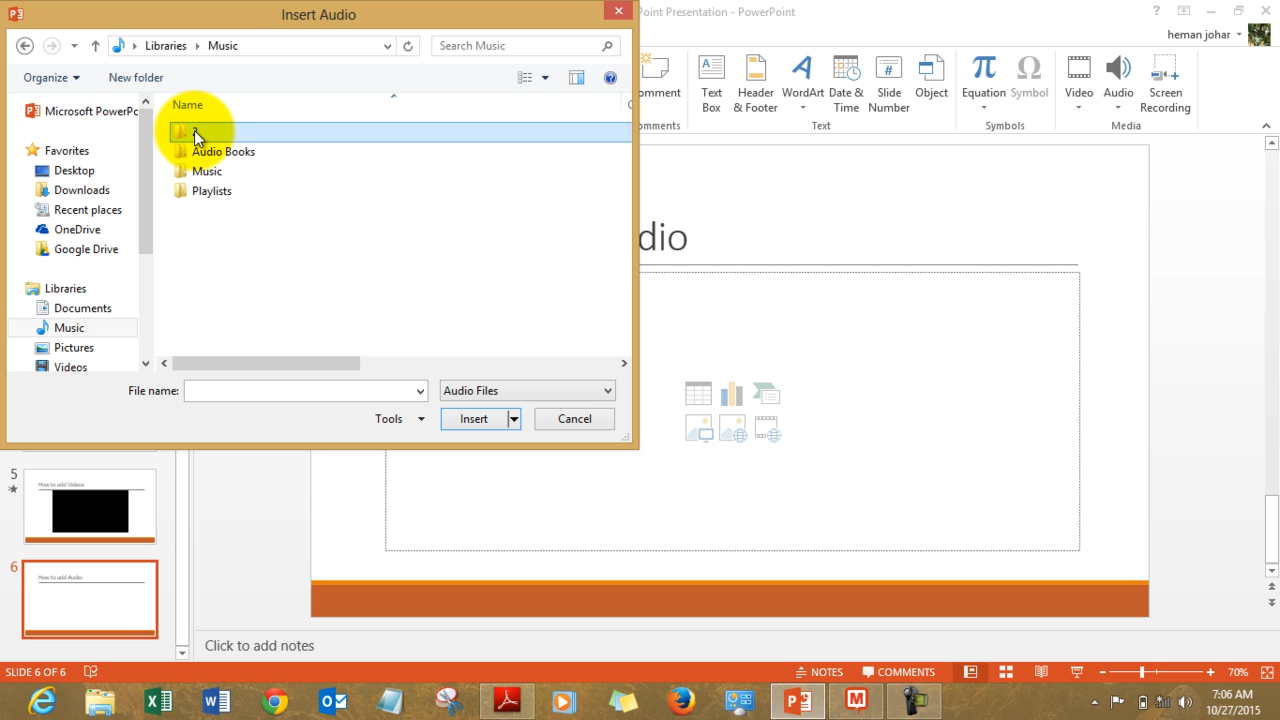 Insert Audio
Point Presentation - PowerPoint
?
heman johar
Libraries
Music
Search Music
Organize
New folder
Text Box
Header & Footer
WordArt
Date & Time
Slide Number
Object
Equation
Symbol
Video
Audio
Screen Recording
Text
Symbols
Media
Name
Microsoft PowerPc
Favorites
Desktop
Downloads
Recent places
OneDrive
Google Drive
Libraries
Documents
Music
Pictures
Videos
Audio Books
Music
Playlists
File name:
Audio Files
Tools
Insert
Cancel
dio
5
How to add Videos
6
How to add Audio
Click to add notes
SLIDE 6 OF 6
NOTES
COMMENTS
70%
7:06 AM
10/27/2015